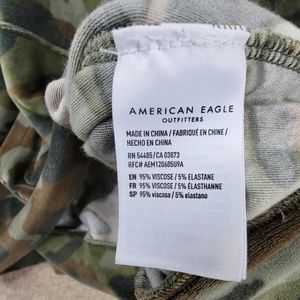 AMERICAN EAGLE
OUTFITTERS
MADE IN CHINA / FABRIQUÉ EN CHINE /
HECHO EN CHINA
RN 54485/CA 03873
RFC# AEM120605U9A
EN 95% VISCOSE / 5% ELASTANE
FR 95% VISCOSE / 5% ÉLASTHANNE
SP 95% viscosa / 5% elastano